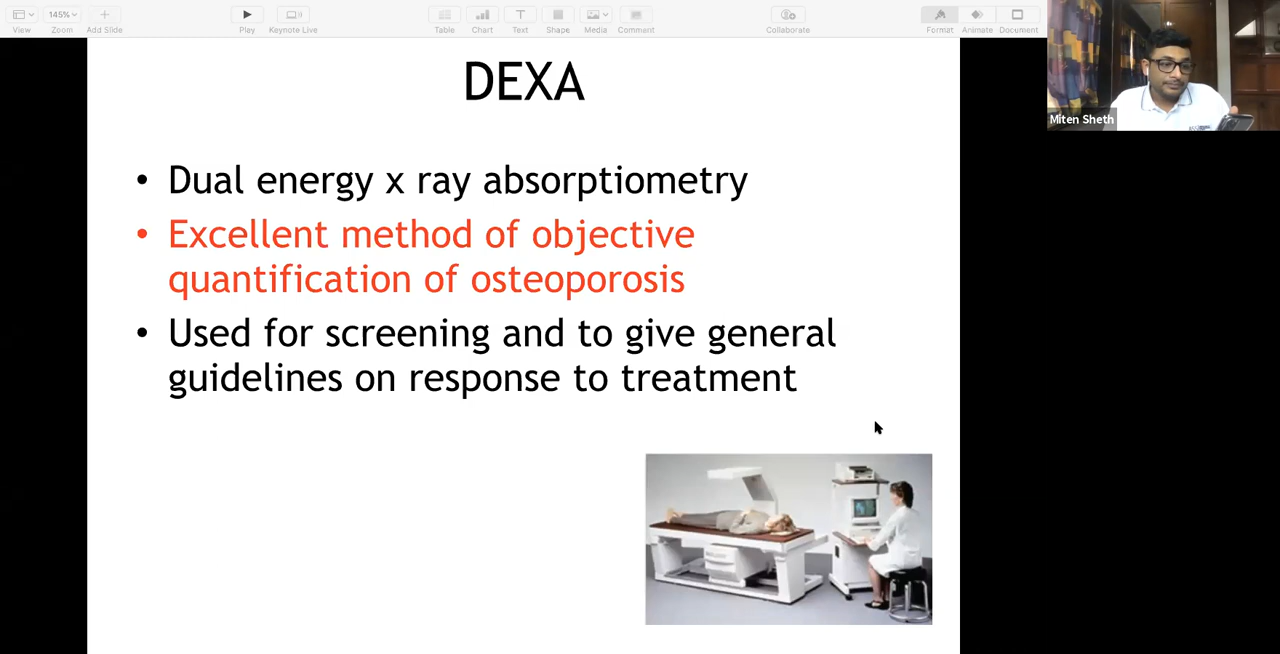 145%
View
Zoom
Add Slide
Play
Keynote Live
Table
Chart
Text
Shape
Media
Comment
Collaborate
Format
Animate
Document
Miten Sheth
DEXA
• Dual energy x ray absorptiometry
• Excellent method of objective
quantification of osteoporosis
• Used for screening and to give general
guidelines on response to treatment